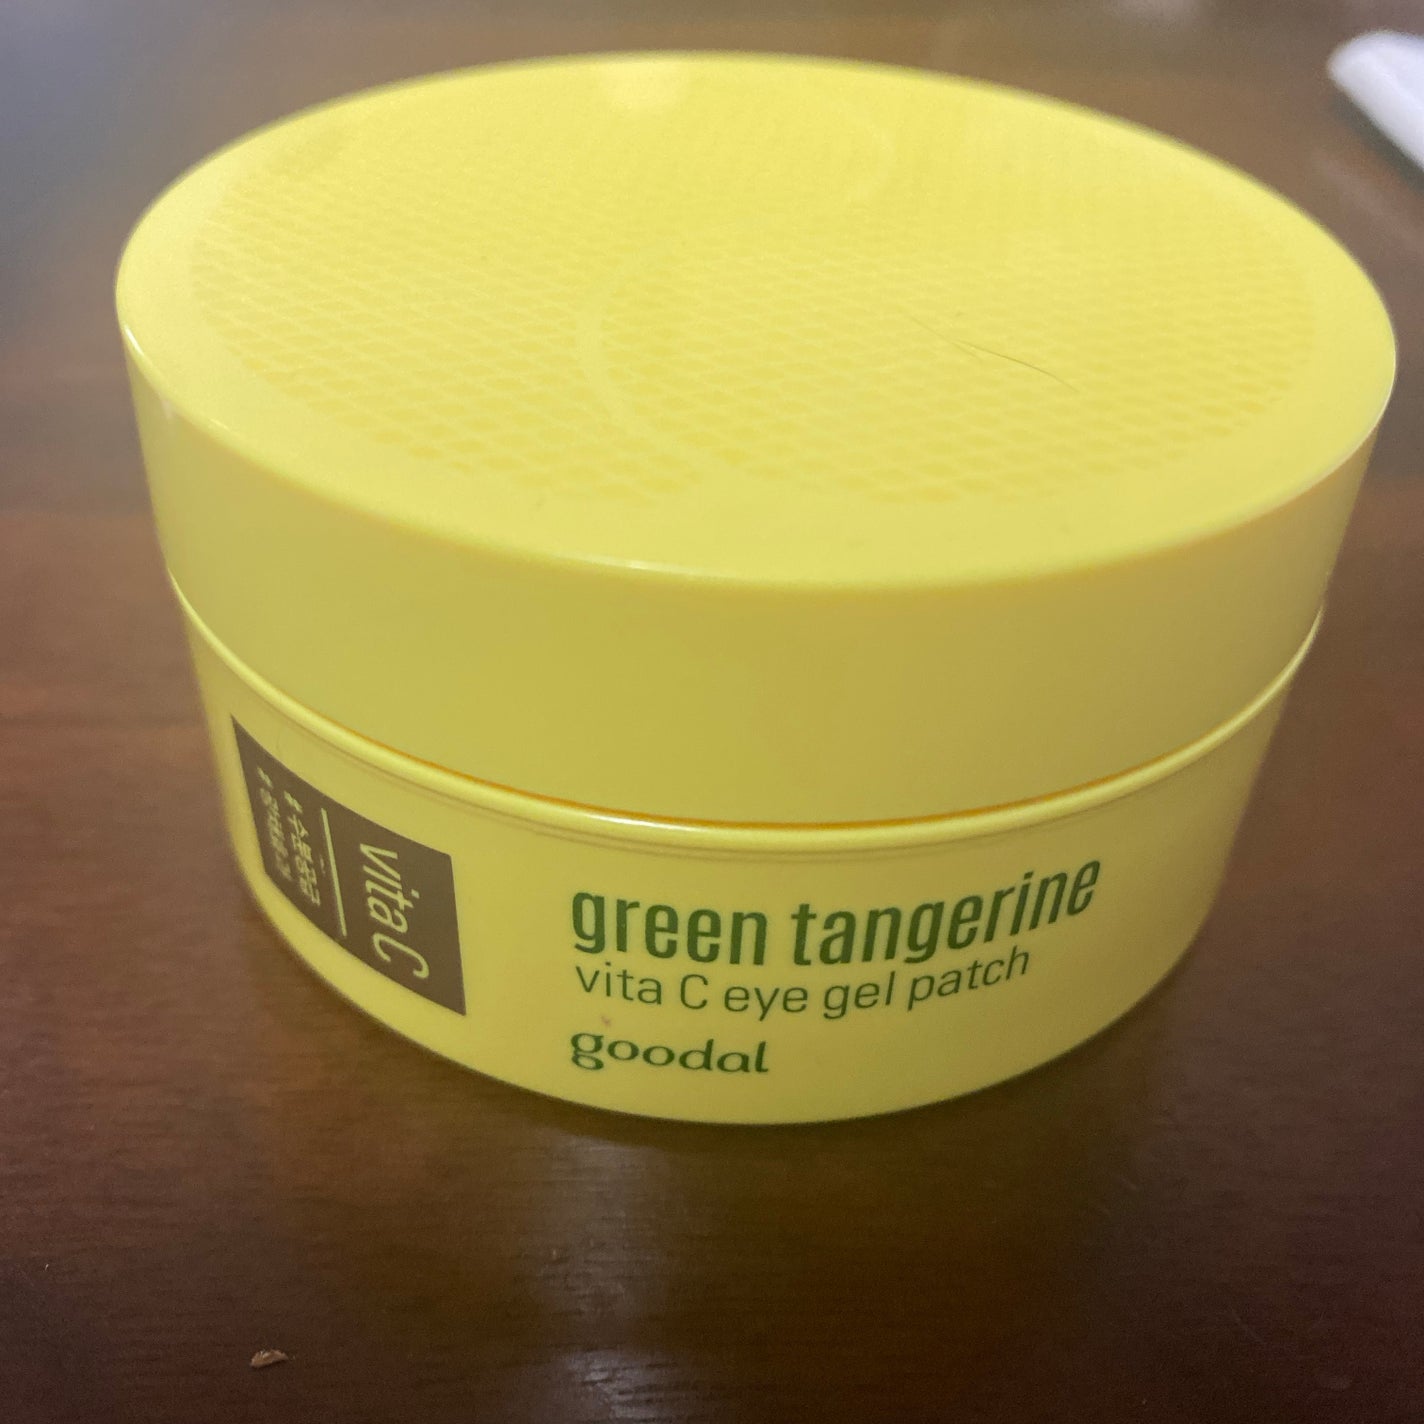 green tangerine
vita C eye gel patch
goodal
vita C